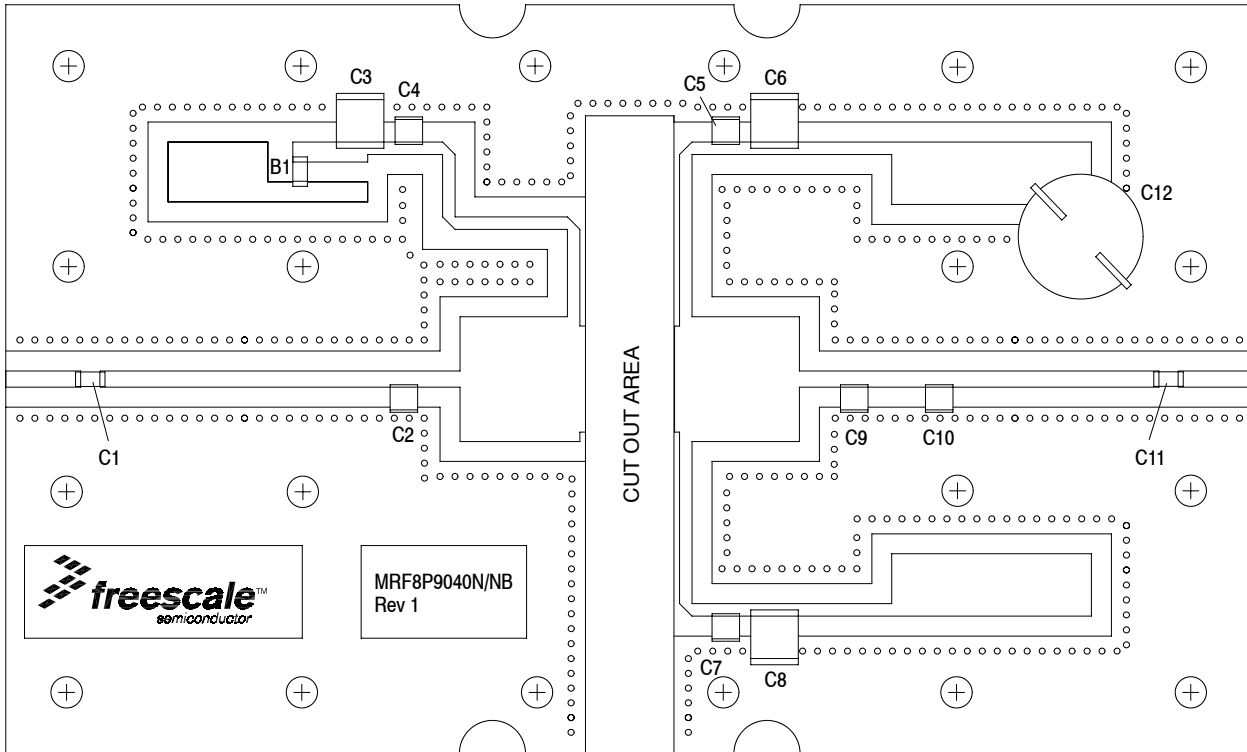 C3
C4
C5
C6
B1
C12
CUT OUT AREA
C1
C2
C9
C10
C11
freescale™
semiconductor
MRF8P9040N/NB
Rev 1
C7
C8